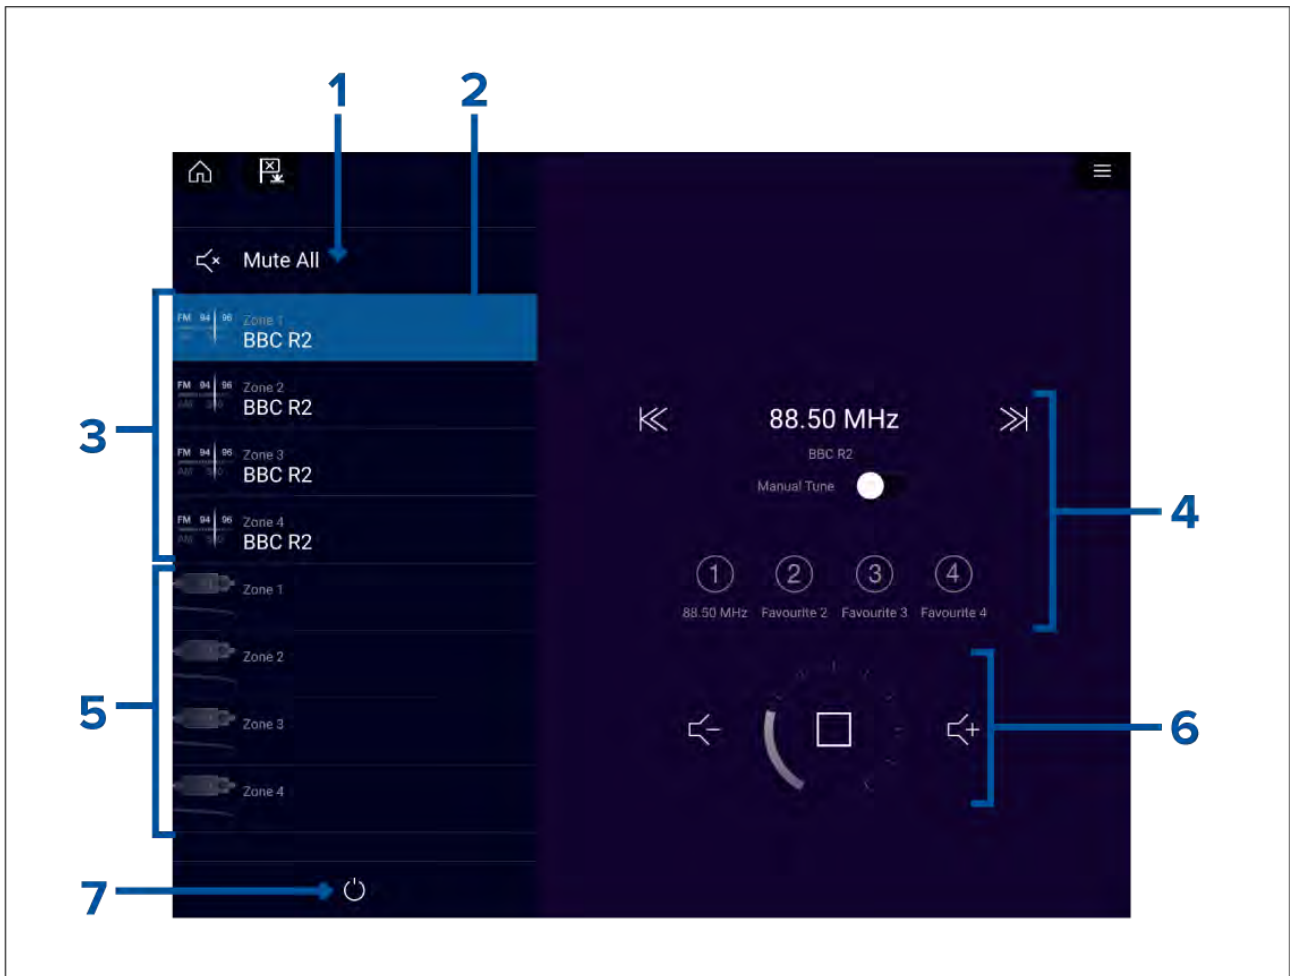 1
2
Mute All
FM 94 96
Zone 1
BBC R2
FM 94 96
Zone 2
BBC R2
FM 94 96
Zone 3
BBC R2
FM 94 96
Zone 4
BBC R2
Zone 1
Zone 2
Zone 3
Zone 4
3
5
7
88.50 MHz
BBC R2
Manual Tune
1 2 3 4
88.50 MHz Favourite 2 Favourite 3 Favourite 4
4
6